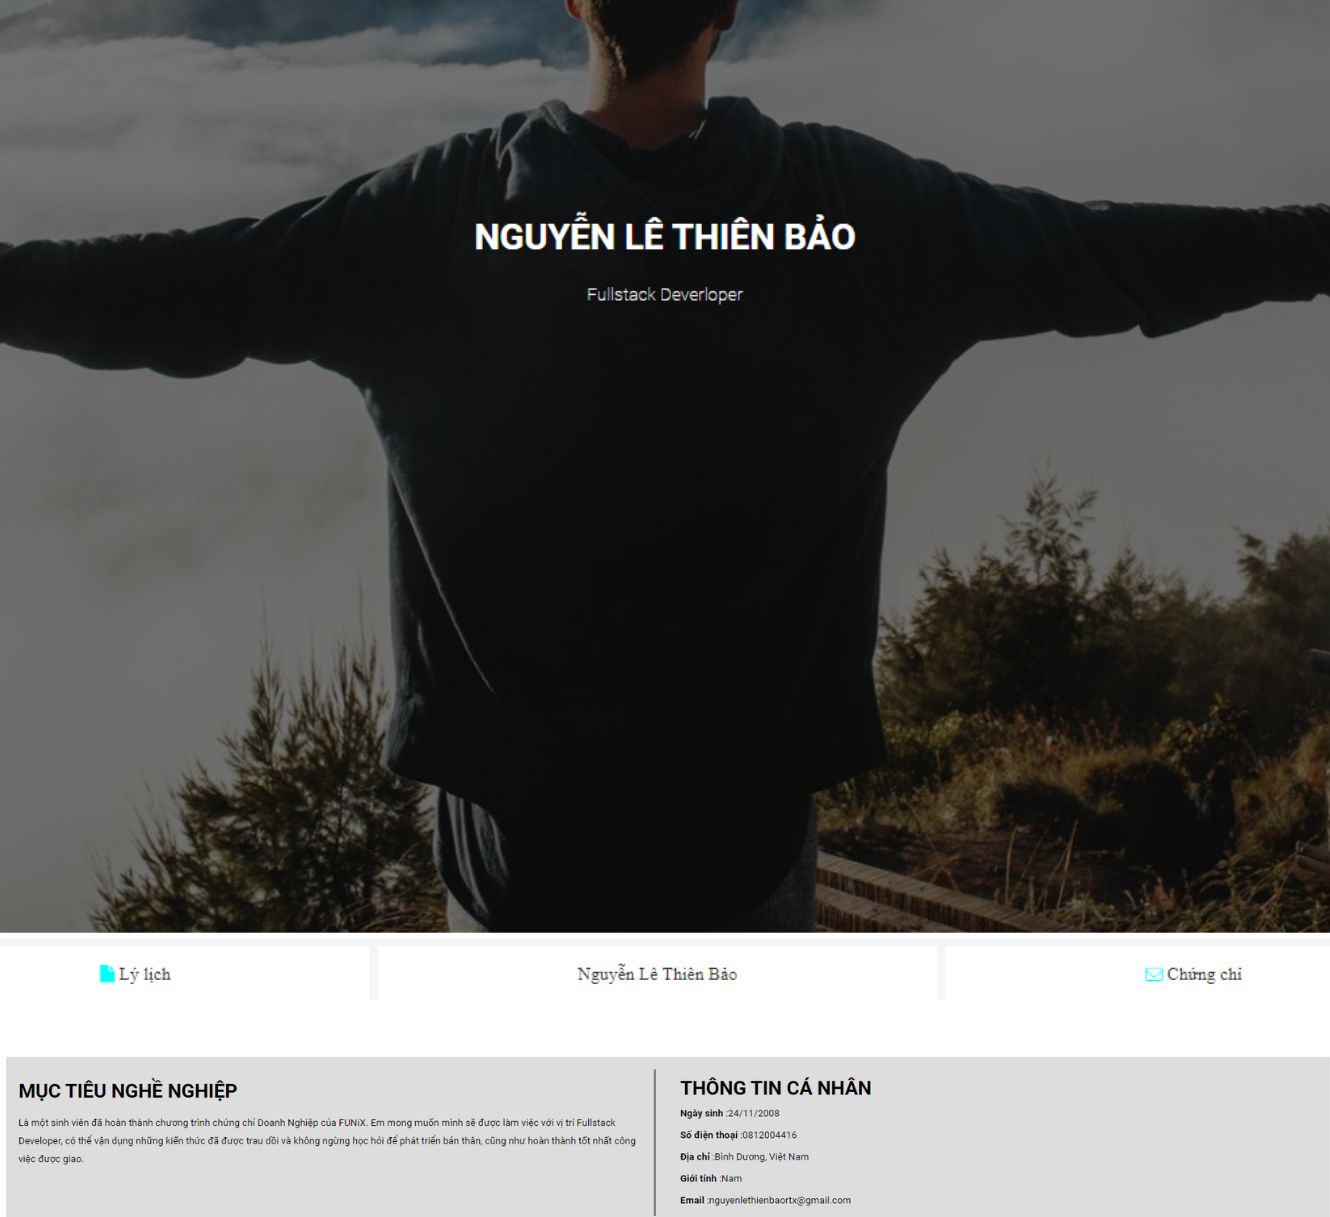 NGUYỄN LÊ THIÊN BẢO
Fullstack Deverloper
Lý lịch
Nguyễn Lê Thiên Bảo
Chứng chỉ
MỤC TIÊU NGHỀ NGHIỆP
Là một sinh viên đã hoàn thành chương trình chứng chỉ Doanh Nghiệp của FUNiX. Em mong muốn mình sẽ được làm việc với vị trí Fullstack
Developer, có thể vận dụng những kiến thức đã được trau dồi và không ngừng học hỏi để phát triển bản thân, cũng như hoàn thành tốt nhất công
việc được giao.
THÔNG TIN CÁ NHÂN
Ngày sinh :24/11/2008
Số điện thoại :0812004416
Địa chỉ :Bình Dương, Việt Nam
Giới tính :Nam
Email :nguyenlethienbaortx@gmail.com